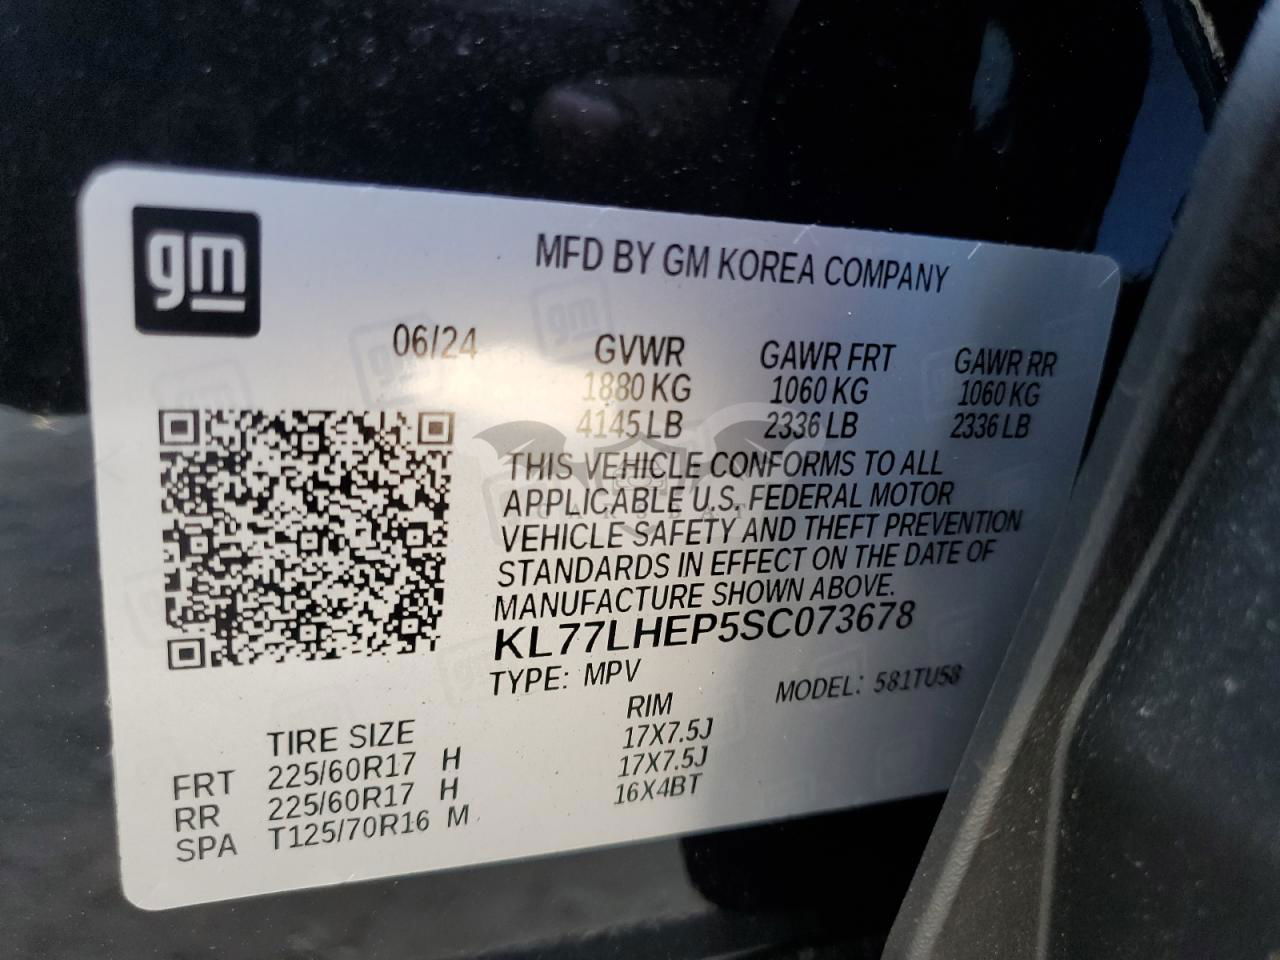 gm
MFD BY GM KOREA COMPANY
06/24 GVWR GAWR FRT GAWR RR
1880 KG 1060 KG 1060 KG
4145 LB 2336 LB 2336 LB
THIS VEHICLE CONFORMS TO ALL
APPLICABLE U.S. FEDERAL MOTOR
VEHICLE SAFETY AND THEFT PREVENTION
STANDARDS IN EFFECT ON THE DATE OF
MANUFACTURE SHOWN ABOVE.
KL77LHEP5SC073678
TYPE: MPV MODEL: 581TU58
TIRE SIZE RIM
FRT 225/60R17 H 17X7.5J
RR 225/60R17 H 17X7.5J
SPA T125/70R16 M 16X4BT